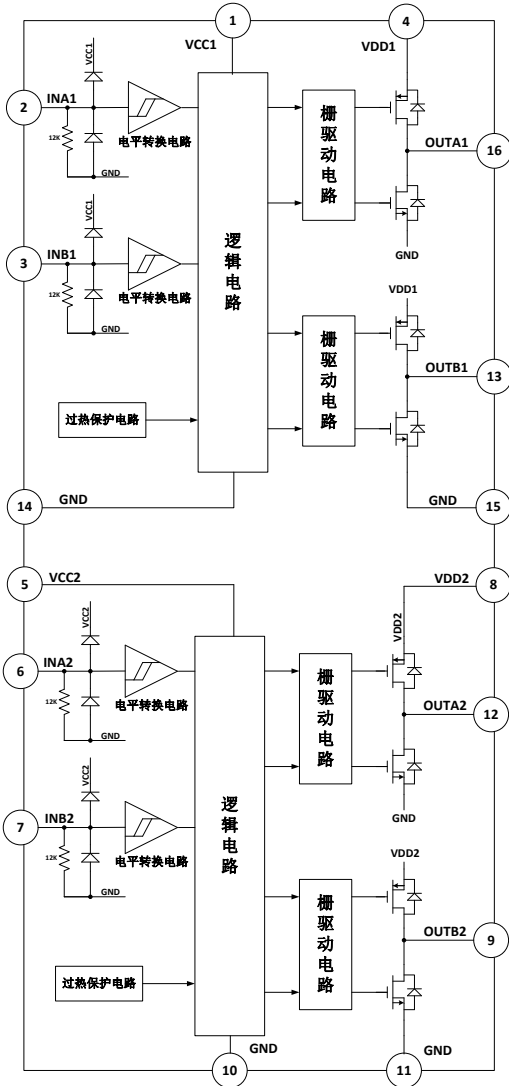 1
4
VCC1
VDD1
VCC1
2
INA1
12K
GND
电平转换电路
栅驱动电路
OUTA1
16
GND
VCC1
3
INB1
12K
GND
电平转换电路
逻辑电路
VDD1
栅驱动电路
OUTB1
13
过热保护电路
14
GND
GND
15
5
VCC2
VDD2
8
VCC2
VDD2
6
INA2
12K
GND
电平转换电路
栅驱动电路
OUTA2
12
GND
VCC2
7
INB2
12K
GND
电平转换电路
逻辑电路
VDD2
栅驱动电路
OUTB2
9
过热保护电路
GND
10
GND
11